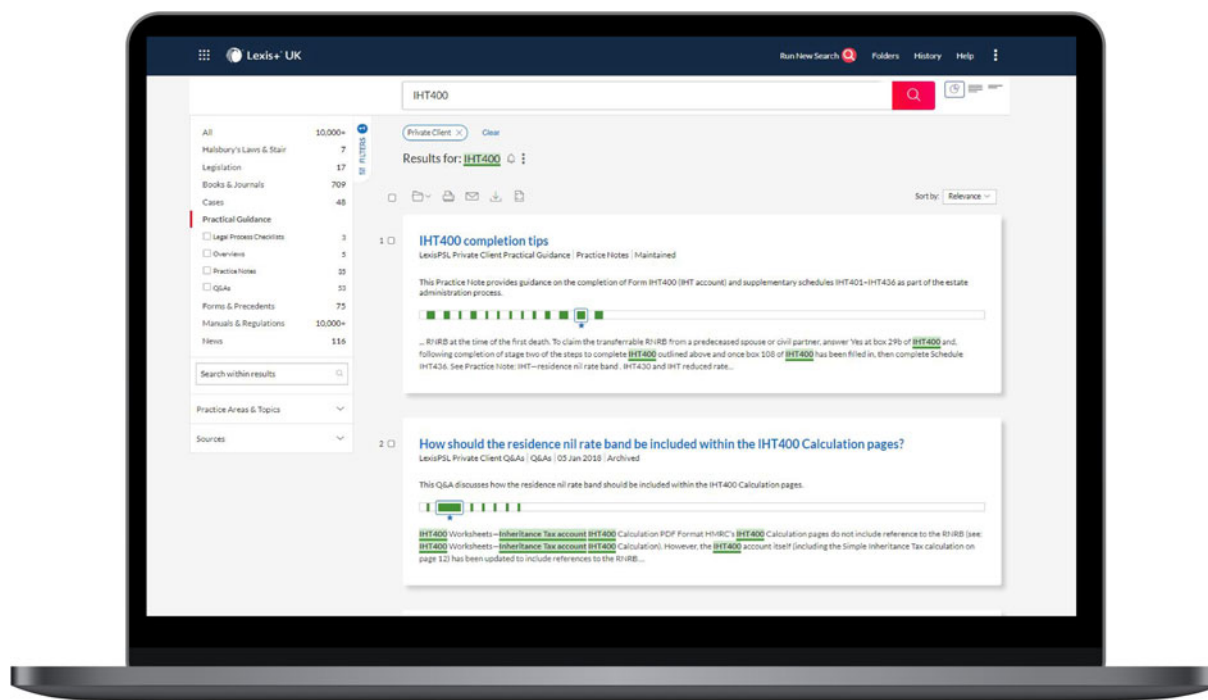 Lexis+® UK
Run New Search
Folders
History
Help
IHT400
All 10,000+
Halsbury's Laws & Stair 7
Legislation 17
Books & Journals 709
Cases 48
Practical Guidance
Legal Process Checklists 3
Overviews 5
Practice Notes 35
Q&As 53
Forms & Precedents 75
Manuals & Regulations 10,000+
News 116
Search within results
Practice Areas & Topics
Sources
FILTERS 1
Private Client
Clear
Results for: IHT400
Sort by: Relevance
1
IHT400 completion tips
LexisPSL Private Client Practical Guidance | Practice Notes | Maintained
This Practice Note provides guidance on the completion of Form IHT400 (IHT account) and supplementary schedules IHT401–IHT436 as part of the estate
administration process.
... RNRB at the time of the first death. To claim the transferrable RNRB from a predeceased spouse or civil partner, answer Yes at box 29b of IHT400 and,
following completion of stage two of the steps to complete IHT400 outlined above and once box 108 of IHT400 has been filled in, then complete Schedule
IHT436. See Practice Note: IHT—residence nil rate band . IHT430 and IHT reduced rate...
2
How should the residence nil rate band be included within the IHT400 Calculation pages?
LexisPSL Private Client Q&As | Q&As | 05 Jan 2018 | Archived
This Q&A discusses how the residence nil rate band should be included within the IHT400 Calculation pages.
IHT400 Worksheets—Inheritance Tax account IHT400 Calculation PDF Format HMRC's IHT400 Calculation pages do not include reference to the RNRB (see:
IHT400 Worksheets—Inheritance Tax account IHT400 Calculation). However, the IHT400 account itself (including the Simple Inheritance Tax calculation on
page 12) has been updated to include references to the RNRB...